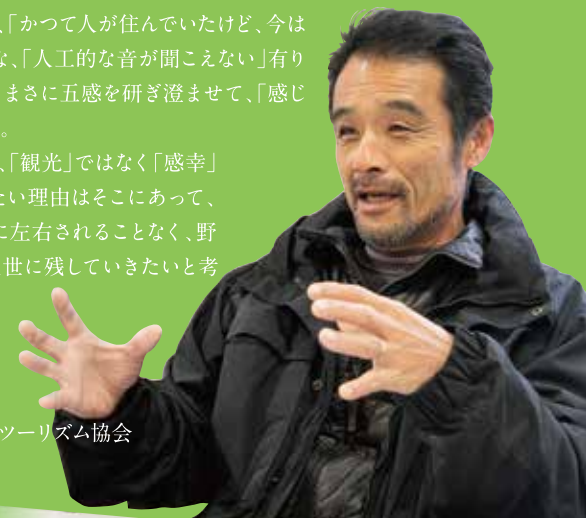 、「かつて人が住んでいたけど、今は
な、「人工的な音が聞こえない」有り
まさに五感を研ぎ澄ませて、「感じ
。
、「観光」ではなく「感幸」
たい理由はそこにあって、
に左右されることなく、野
世に残していきたいと考
ツーリズム協会